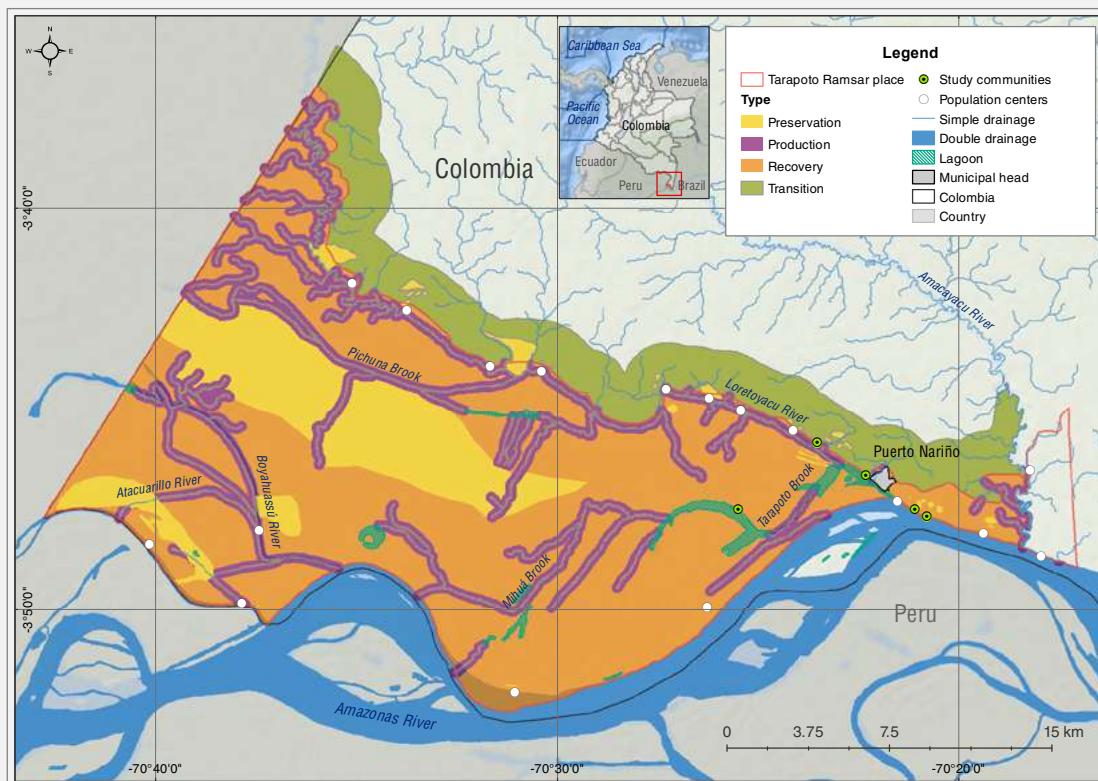 N
W
E
S
Caribbean Sea
Venezuela
Pacific
Ocean
Colombia
Ecuador
Peru
Brazil
Legend
Tarapoto Ramsar place
Type
Preservation
Production
Recovery
Transition
Study communities
Population centers
Simple drainage
Double drainage
Lagoon
Municipal head
Colombia
Country
Colombia
-3°40'0"
Amacayacu River
Pichuna Brook
Loretoyacu River
Puerto Nariño
Atacuarillo River
Boyahuassú River
Tarapoto Brook
Mihuá Brook
-3°50'0"
Peru
Amazonas River
0
3.75
7.5
15 km
-70°40'0"
-70°30'0"
-70°20'0"